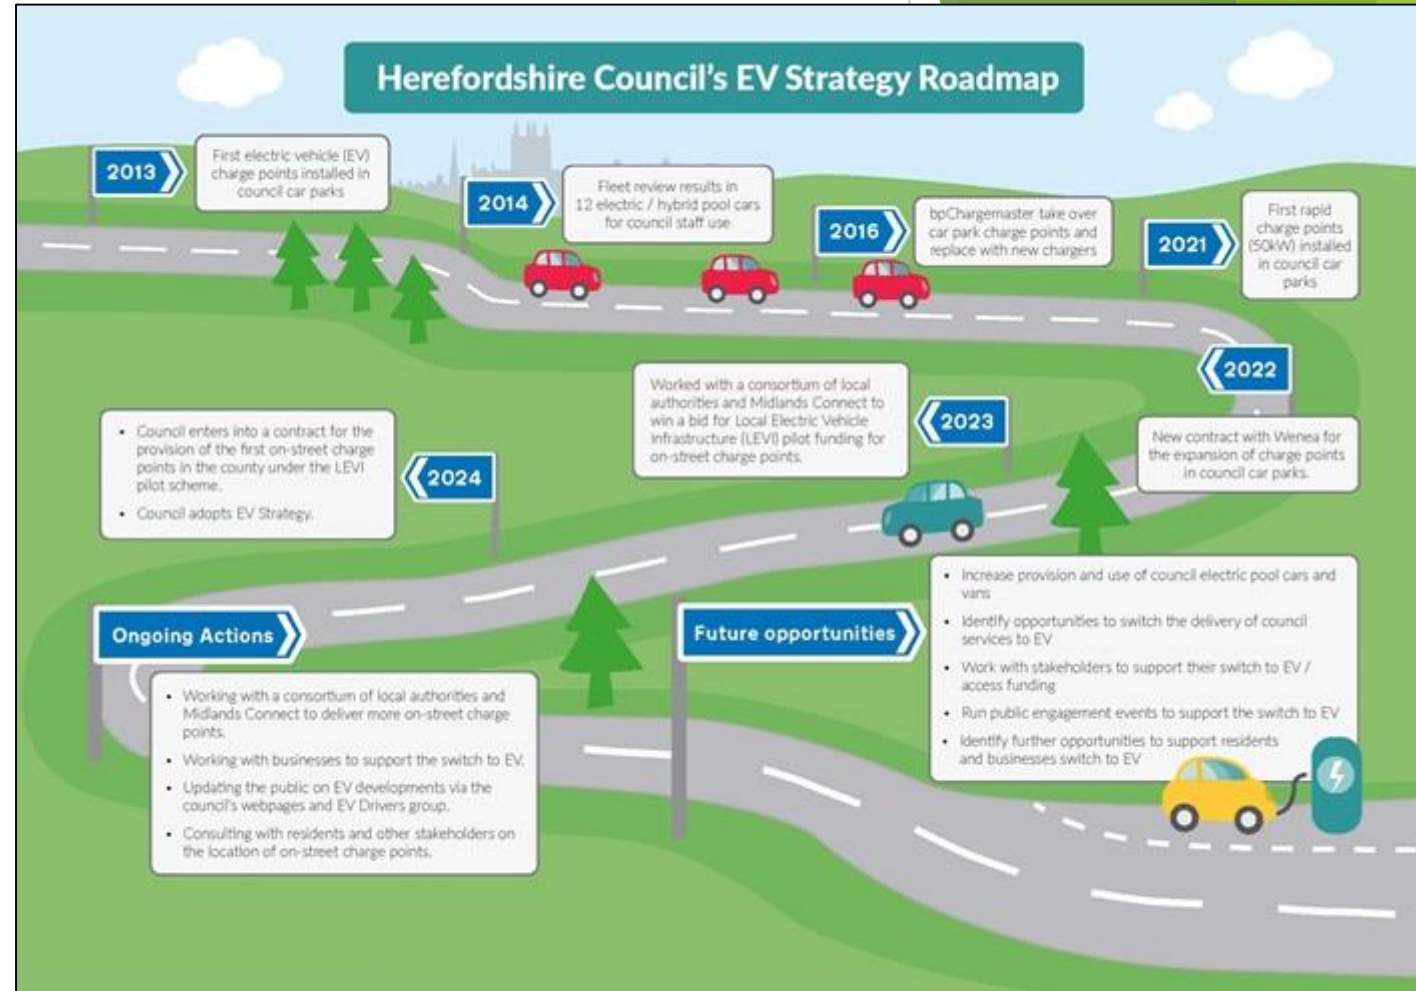 Herefordshire Council's EV Strategy Roadmap
2013
First electric vehicle (EV)
charge points installed in
council car parks
2014
Fleet review results in
12 electric / hybrid pool cars
for council staff use
2016
bpChargemaster take over
car park charge points and
replace with new chargers
2021
First rapid
charge points
(50kW) installed
in council car
parks
2022
New contract with Wenea for
the expansion of charge points
in council car parks.
2023
Worked with a consortium of local
authorities and Midlands Connect to
win a bid for Local Electric Vehicle
Infrastructure (LEVI) pilot funding for
on-street charge points.
2024
• Council enters into a contract for the
provision of the first on-street charge
points in the county under the LEVI
pilot scheme.
• Council adopts EV Strategy.
Ongoing Actions
• Working with a consortium of local authorities and
Midlands Connect to deliver more on-street charge
points.
• Working with businesses to support the switch to EV.
• Updating the public on EV developments via the
council's webpages and EV Drivers group.
• Consulting with residents and other stakeholders on
the location of on-street charge points.
Future opportunities
• Increase provision and use of council electric pool cars and
vans
• Identify opportunities to switch the delivery of council
services to EV
• Work with stakeholders to support their switch to EV /
access funding
• Run public engagement events to support the switch to EV
• Identify further opportunities to support residents
and businesses switch to EV